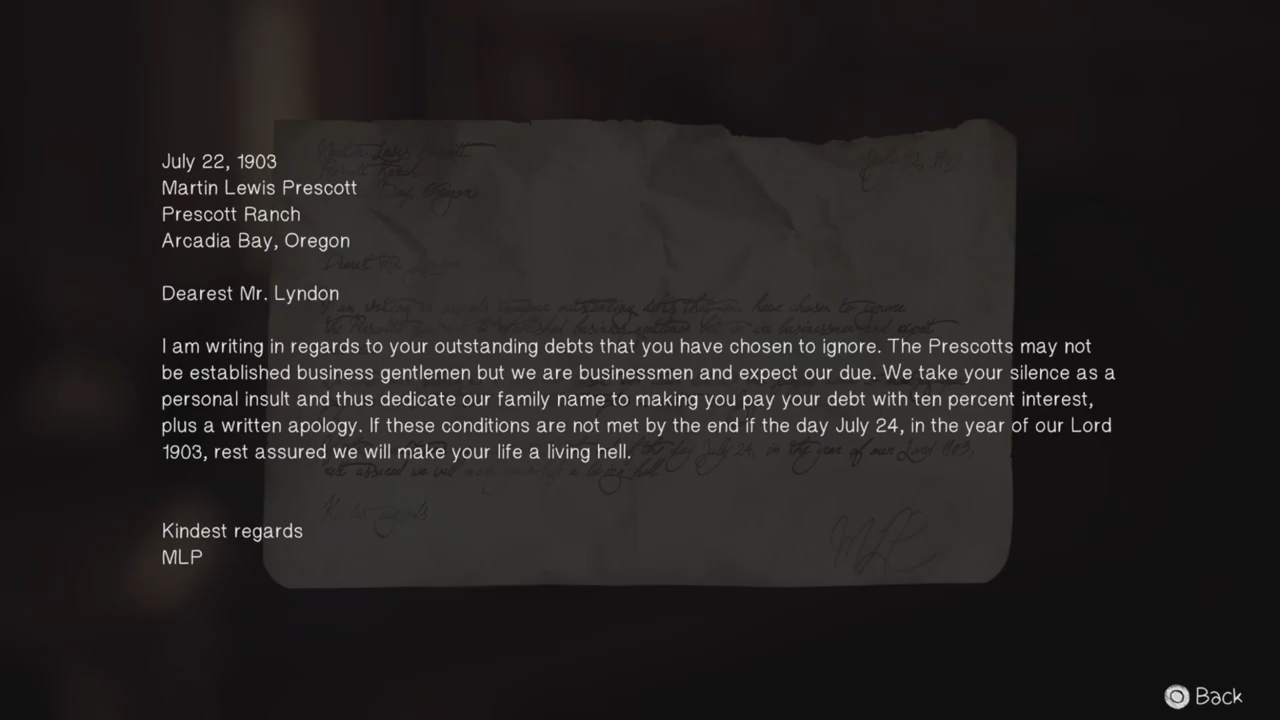 July 22, 1903
Martin Lewis Prescott
Prescott Ranch
Arcadia Bay, Oregon
Dearest Mr. Lyndon
I am writing in regards to your outstanding debts that you have chosen to ignore. The Prescotts may not
be established business gentlemen but we are businessmen and expect our due. We take your silence as a
personal insult and thus dedicate our family name to making you pay your debt with ten percent interest,
plus a written apology. If these conditions are not met by the end if the day July 24, in the year of our Lord
1903, rest assured we will make your life a living hell.
Kindest regards
MLP
Back